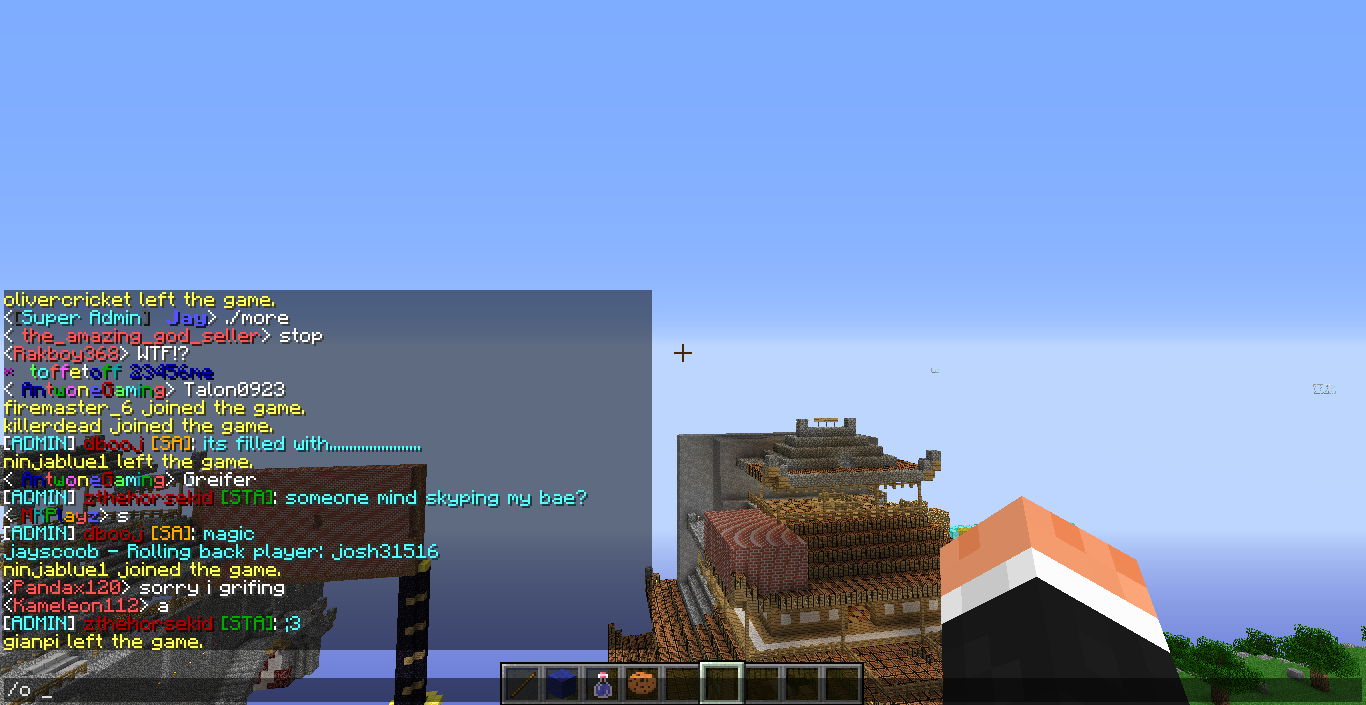 olivercricket left the game.
<[Super Admin] Jay> ./more
< the_amazing_god_seller> stop
<Rakboy368> WTF!?
* toffetoff 23456me
< AntwoneGaming> Talon0923
firemaster_6 joined the game.
killerdead joined the game.
[ADMIN] dbooj [SA]: its filled with......................
ninjablue1 left the game.
< AntwoneGaming> Greifer
[ADMIN] zthehorsekid [STA]: someone mind skyping my bae?
< NhPlayz> s
[ADMIN] dbooj [SA]: magic
jayscoob - Rolling back player: josh31516
ninjablue1 joined the game.
<Pandax120> sorry i grifing
<Kameleon112> a
[ADMIN] zthehorsekid [STA]: ;3
gianpi left the game.
/o _